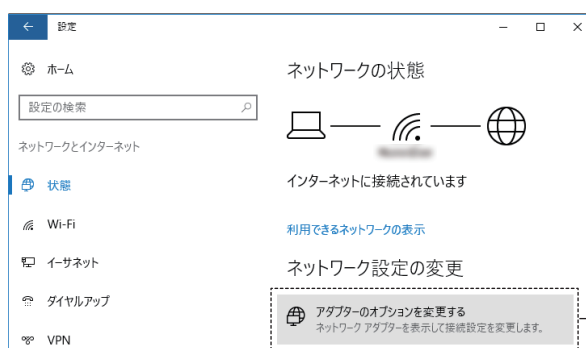 設定
ホーム
設定の検索
ネットワークとインターネット
状態
Wi-Fi
イーサネット
ダイヤルアップ
VPN
ネットワークの状態
インターネットに接続されています
利用できるネットワークの表示
ネットワーク設定の変更
アダプターのオプションを変更する
ネットワーク アダプターを表示して接続設定を変更します。